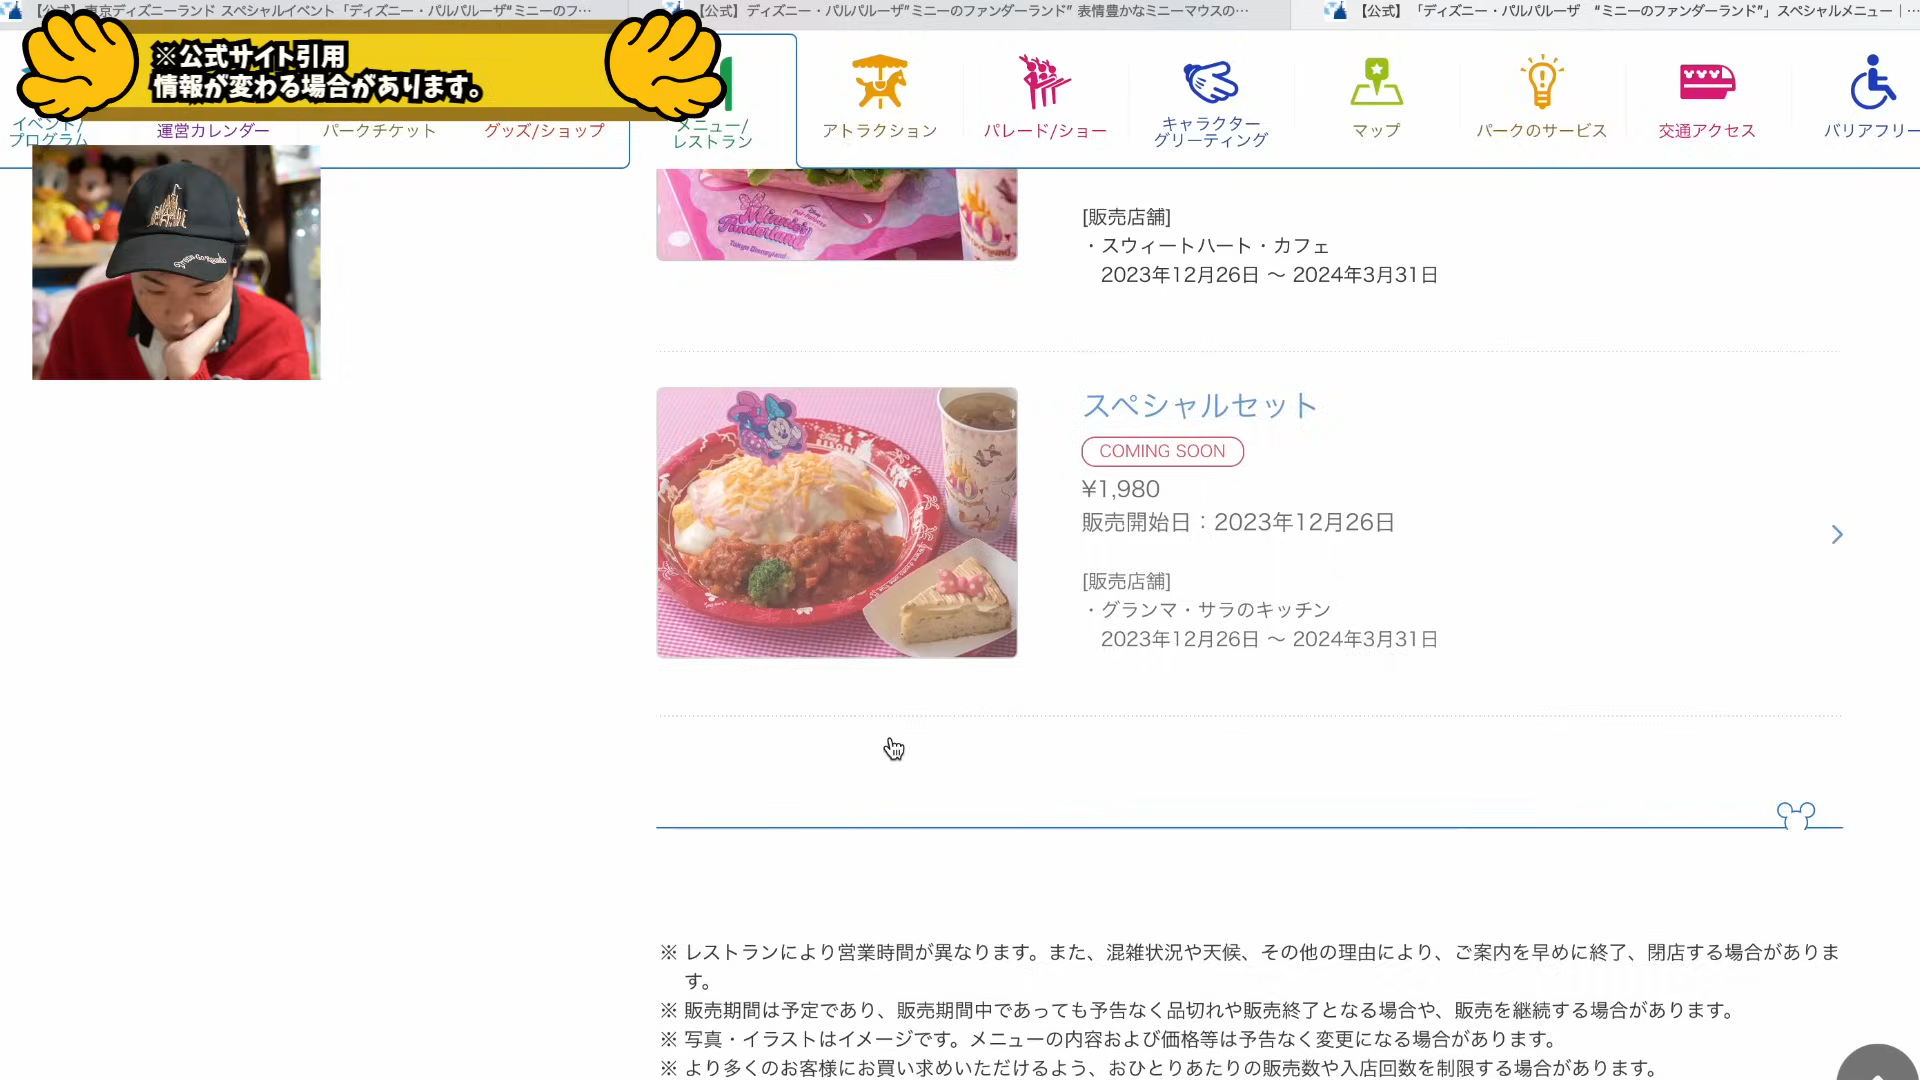 【公式】東京ディズニーランド スペシャルイベント「ディズニー・パルパルーザ“ミニーのフ…
【公式】ディズニー・パルパルーザ”ミニーのファンダーランド” 表情豊かなミニーマウスの…
【公式】「ディズニー・パルパルーザ “ミニーのファンダーランド”」スペシャルメニュー｜…
※公式サイト引用
情報が変わる場合があります。
イベント/
プログラム
運営カレンダー
パークチケット
グッズ/ショップ
メニュー/
レストラン
アトラクション
パレード/ショー
キャラクター
グリーティング
マップ
パークのサービス
交通アクセス
バリアフリー
Minnie's
Funderland
Tokyo Disneyland
[販売店舗]
・スウィートハート・カフェ
2023年12月26日 〜 2024年3月31日
スペシャルセット
COMING SOON
¥1,980
販売開始日：2023年12月26日
[販売店舗]
・グランマ・サラのキッチン
2023年12月26日 〜 2024年3月31日
※ レストランにより営業時間が異なります。また、混雑状況や天候、その他の理由により、ご案内を早めに終了、閉店する場合がありま
す。
※ 販売期間は予定であり、販売期間中であっても予告なく品切れや販売終了となる場合や、販売を継続する場合があります。
※ 写真・イラストはイメージです。メニューの内容および価格等は予告なく変更になる場合があります。
※ より多くのお客様にお買い求めいただけるよう、おひとりあたりの販売数や入店回数を制限する場合があります。